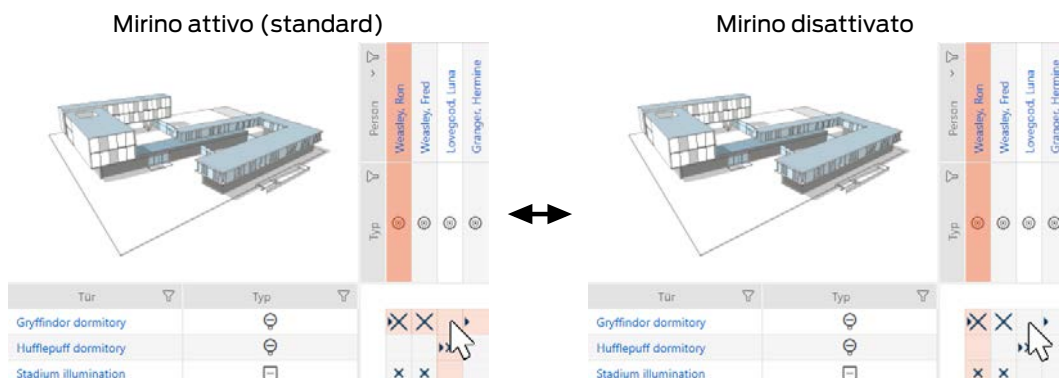 Mirino attivo (standard)
Person
Weasley, Ron
Weasley, Fred
Lovegood, Luna
Granger, Hermine
Typ
Tür
Typ
Gryffindor dormitory
Hufflepuff dormitory
Stadium illumination
Mirino disattivato
Person
Weasley, Ron
Weasley, Fred
Lovegood, Luna
Granger, Hermine
Typ
Tür
Typ
Gryffindor dormitory
Hufflepuff dormitory
Stadium illumination